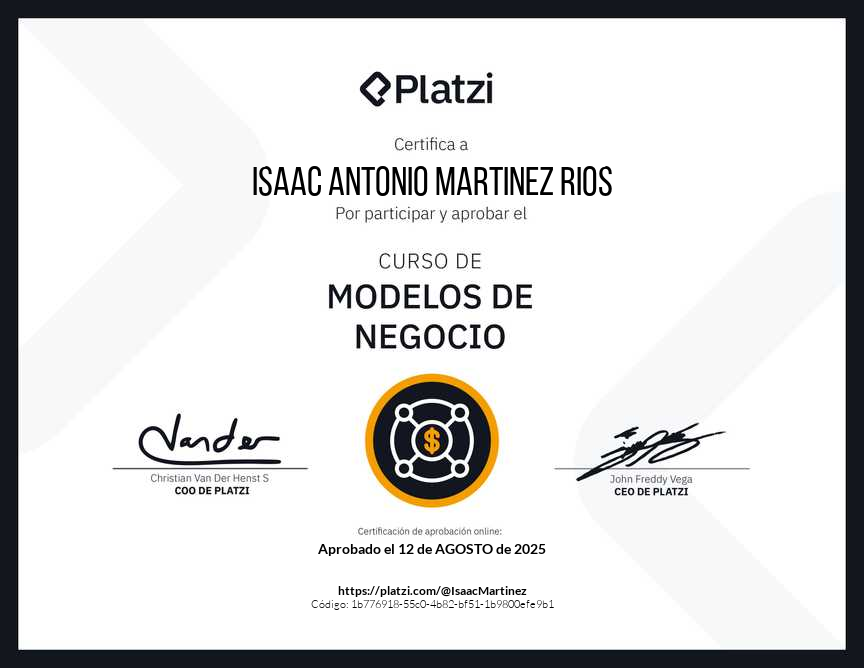 Platzi
Certifica a
ISAAC ANTONIO MARTINEZ RIOS
Por participar y aprobar el
CURSO DE
MODELOS DE
NEGOCIO
Vander
$
Christian Van Der Henst S
COO DE PLATZI
John Freddy Vega
CEO DE PLATZI
Certificación de aprobación online:
Aprobado el 12 de AGOSTO de 2025
https://platzi.com/@IsaacMartinez
Código: 1b776918-55c0-4b82-bf51-1b9800efe9b1